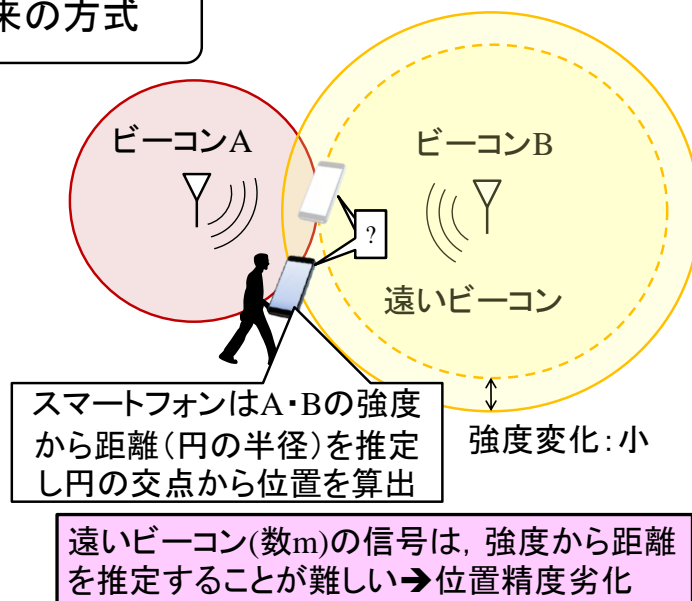 来の方式
ビーコンA
ビーコンB
?
遠いビーコン
スマートフォンはA・Bの強度
から距離(円の半径)を推定
し円の交点から位置を算出
強度変化:小
遠いビーコン(数m)の信号は,強度から距離
を推定することが難しい➔位置精度劣化